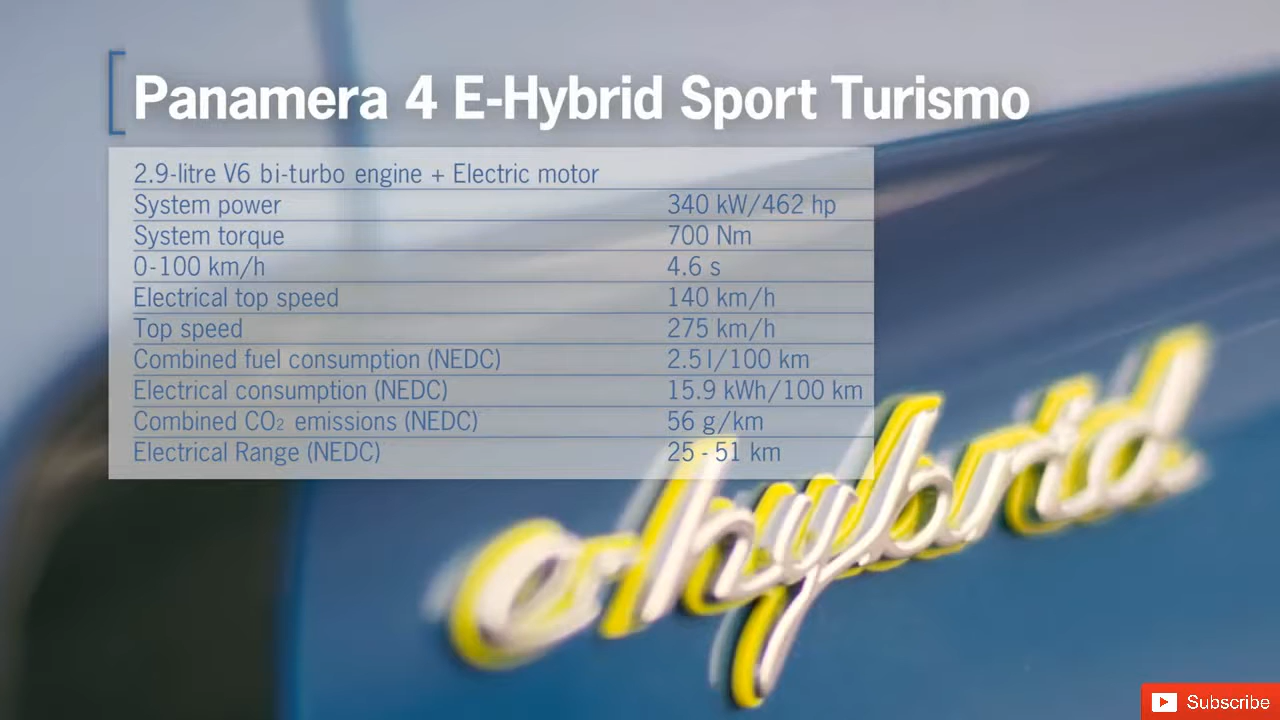 Panamera 4 E-Hybrid Sport Turismo
2.9-litre V6 bi-turbo engine + Electric motor
System power 340 kW/462 hp
System torque 700 Nm
0-100 km/h 4.6 s
Electrical top speed 140 km/h
Top speed 275 km/h
Combined fuel consumption (NEDC) 2.5 l/100 km
Electrical consumption (NEDC) 15.9 kWh/100 km
Combined CO₂ emissions (NEDC) 56 g/km
Electrical Range (NEDC) 25 - 51 km
e-hybrid
Subscribe